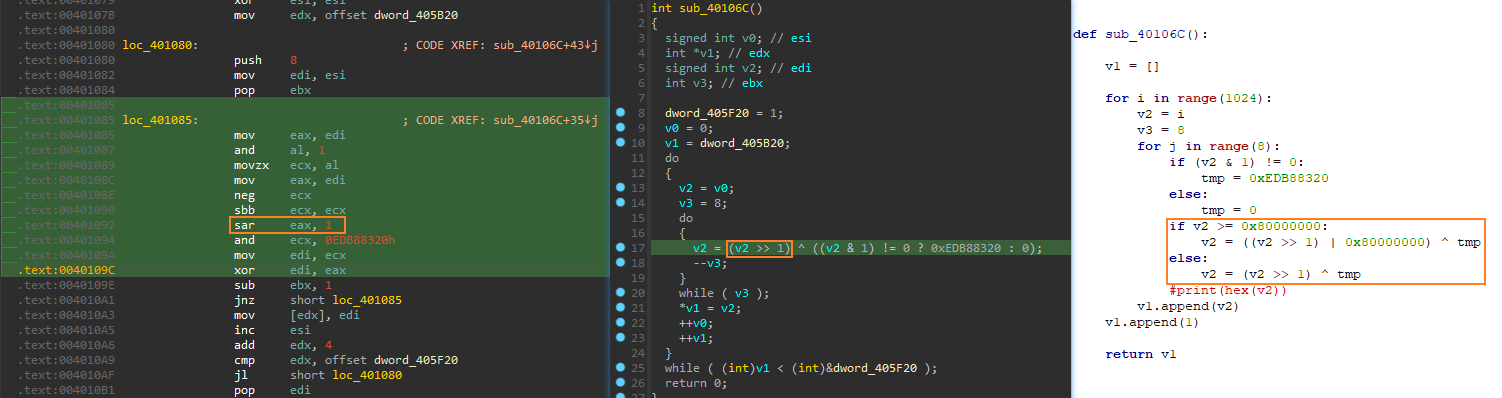 .text:00401079 xor esi, esi
.text:0040107B mov edx, offset dword_405B20
.text:00401080
.text:00401080 loc_401080: ; CODE XREF: sub_40106C+43↓j
.text:00401080 push 8
.text:00401082 mov edi, esi
.text:00401084 pop ebx
.text:00401085
.text:00401085 loc_401085: ; CODE XREF: sub_40106C+35↓j
.text:00401085 mov eax, edi
.text:00401087 and al, 1
.text:00401089 movzx ecx, al
.text:0040108C mov eax, edi
.text:0040108E neg ecx
.text:00401090 sbb ecx, ecx
.text:00401092 sar eax, 1
.text:00401094 and ecx, 0EDB88320h
.text:0040109A mov edi, ecx
.text:0040109C xor edi, eax
.text:0040109E sub ebx, 1
.text:004010A1 jnz short loc_401085
.text:004010A3 mov [edx], edi
.text:004010A5 inc esi
.text:004010A6 add edx, 4
.text:004010A9 cmp edx, offset dword_405F20
.text:004010AF jl short loc_401080
.text:004010B1 pop edi
1 int sub_40106C()
2 {
3 signed int v0; // esi
4 int *v1; // edx
5 signed int v2; // edi
6 int v3; // ebx
7
8 dword_405F20 = 1;
9 v0 = 0;
10 v1 = dword_405B20;
11 do
12 {
13 v2 = v0;
14 v3 = 8;
15 do
16 {
17 v2 = (v2 >> 1) ^ ((v2 & 1) != 0 ? 0xEDB88320 : 0);
18 --v3;
19 }
20 while ( v3 );
21 *v1 = v2;
22 ++v0;
23 ++v1;
24 }
25 while ( (int)v1 < (int)&dword_405F20 );
26 return 0;
27 }
def sub_40106C():
v1 = []
for i in range(1024):
v2 = i
v3 = 8
for j in range(8):
if (v2 & 1) != 0:
tmp = 0xEDB88320
else:
tmp = 0
if v2 >= 0x80000000:
v2 = ((v2 >> 1) | 0x80000000) ^ tmp
else:
v2 = (v2 >> 1) ^ tmp
#print(hex(v2))
v1.append(v2)
v1.append(1)
return v1